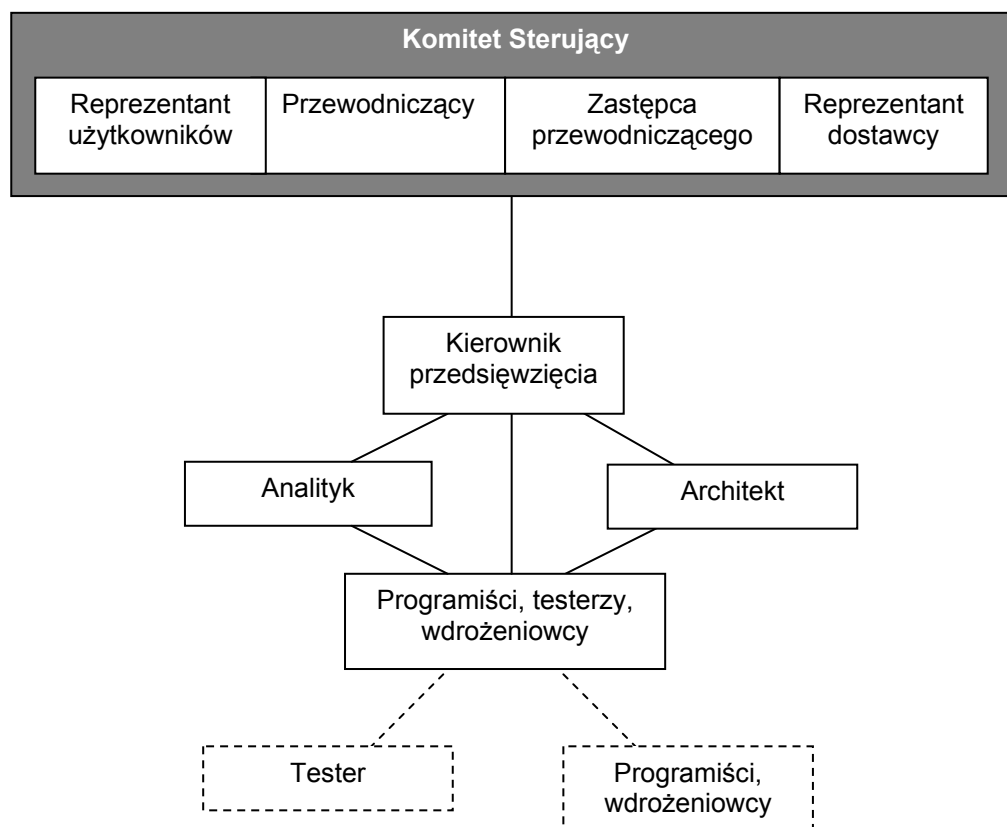 Komitet Sterujący
Reprezentant
użytkowników
Przewodniczący
Zastępca
przewodniczącego
Reprezentant
dostawcy
Kierownik
przedsięwzięcia
Analityk
Architekt
Programiści, testerzy,
wdrożeniowcy
Tester
Programiści,
wdrożeniowcy